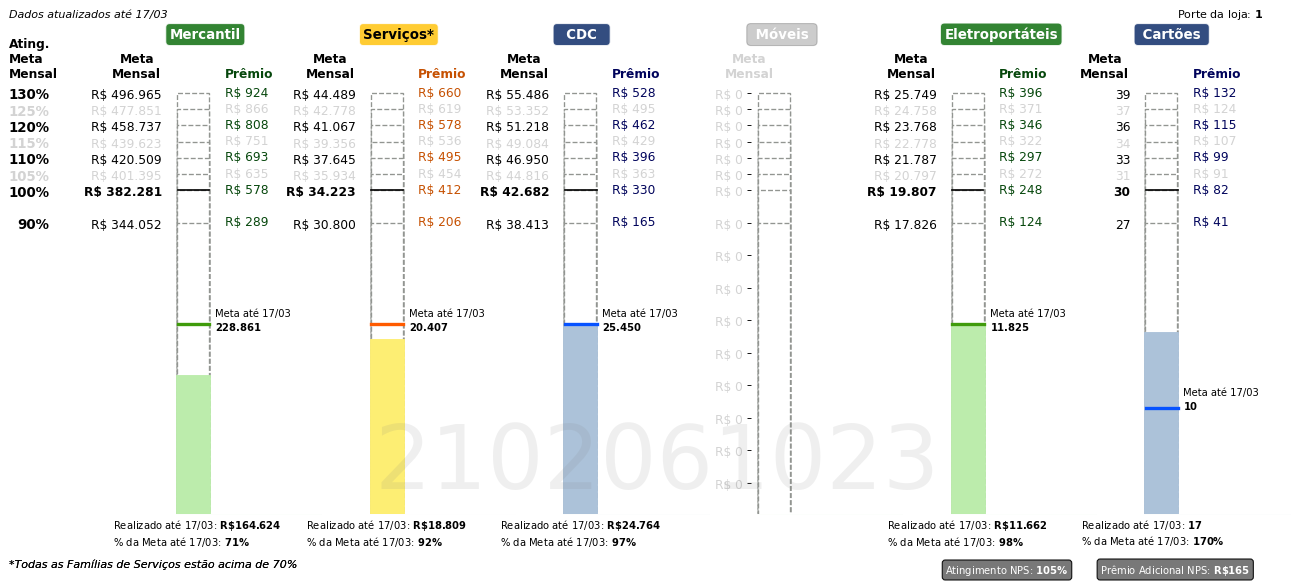 Dados atualizados até 17/03
Porte da loja: 1
Mercantil
Serviços*
CDC
Móveis
Eletroportáteis
Cartões
Ating.
Meta
Mensal
Meta
Mensal
Prêmio
Meta
Mensal
Prêmio
Meta
Mensal
Prêmio
Meta
Mensal
Meta
Mensal
Prêmio
Meta
Mensal
Prêmio
130% R$ 496.965 R$ 924 R$ 44.489 R$ 660 R$ 55.486 R$ 528 R$ 0 R$ 25.749 R$ 396 39 R$ 132
125% R$ 477.851 R$ 866 R$ 42.778 R$ 619 R$ 53.352 R$ 495 R$ 0 R$ 24.758 R$ 371 37 R$ 124
120% R$ 458.737 R$ 808 R$ 41.067 R$ 578 R$ 51.218 R$ 462 R$ 0 R$ 23.768 R$ 346 36 R$ 115
115% R$ 439.623 R$ 751 R$ 39.356 R$ 536 R$ 49.084 R$ 429 R$ 0 R$ 22.778 R$ 322 34 R$ 107
110% R$ 420.509 R$ 693 R$ 37.645 R$ 495 R$ 46.950 R$ 396 R$ 0 R$ 21.787 R$ 297 33 R$ 99
105% R$ 401.395 R$ 635 R$ 35.934 R$ 454 R$ 44.816 R$ 363 R$ 0 R$ 20.797 R$ 272 31 R$ 91
100% R$ 382.281 R$ 578 R$ 34.223 R$ 412 R$ 42.682 R$ 330 R$ 0 R$ 19.807 R$ 248 30 R$ 82
90% R$ 344.052 R$ 289 R$ 30.800 R$ 206 R$ 38.413 R$ 165 R$ 0 R$ 17.826 R$ 124 27 R$ 41
R$ 0
R$ 0
R$ 0
R$ 0
R$ 0
R$ 0
R$ 0
R$ 0
Meta até 17/03
228.861
Meta até 17/03
20.407
Meta até 17/03
25.450
Meta até 17/03
11.825
Meta até 17/03
10
2102061023
Realizado até 17/03: R$164.624
% da Meta até 17/03: 71%
Realizado até 17/03: R$18.809
% da Meta até 17/03: 92%
Realizado até 17/03: R$24.764
% da Meta até 17/03: 97%
Realizado até 17/03: R$11.662
% da Meta até 17/03: 98%
Realizado até 17/03: 17
% da Meta até 17/03: 170%
*Todas as Famílias de Serviços estão acima de 70%
Atingimento NPS: 105%
Prêmio Adicional NPS: R$165